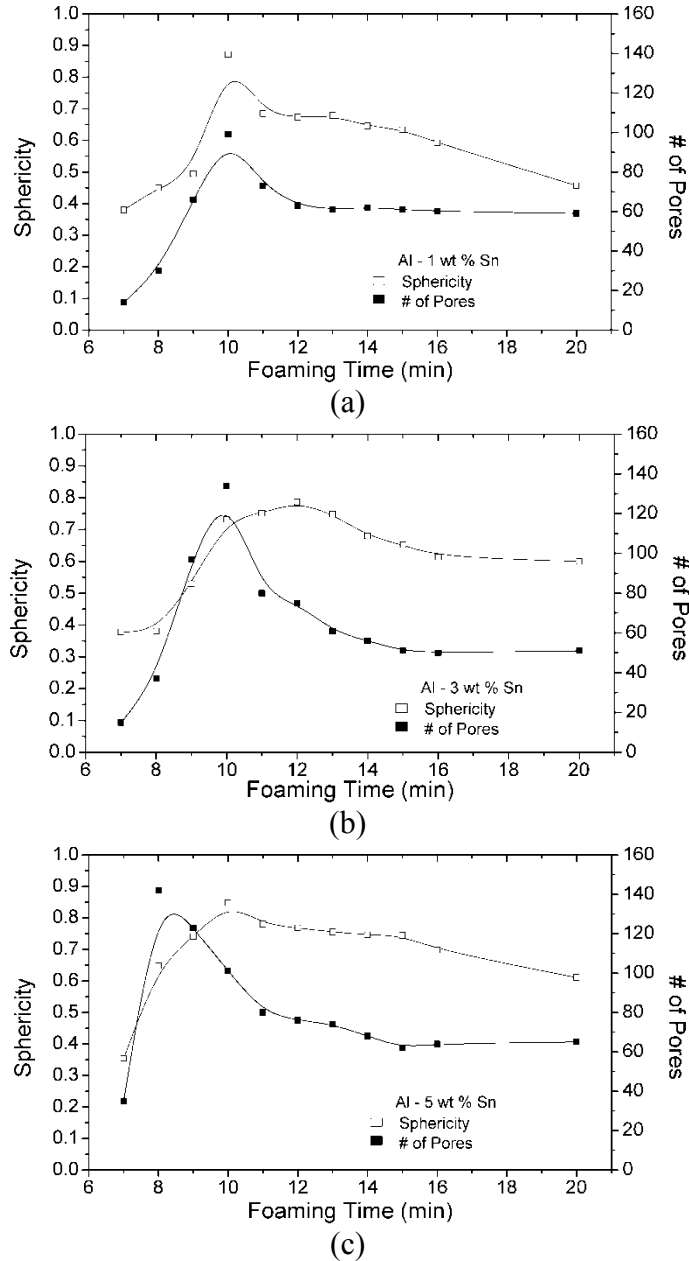 1.0
0.9
0.8
0.7
0.6
0.5
0.4
0.3
0.2
0.1
0.0
Sphericity
160
140
120
100
80
60
40
20
0
# of Pores
Al - 1 wt % Sn
Sphericity
# of Pores
6 8 10 12 14 16 18 20
Foaming Time (min)
(a)
1.0
0.9
0.8
0.7
0.6
0.5
0.4
0.3
0.2
0.1
0.0
Sphericity
160
140
120
100
80
60
40
20
0
# of Pores
Al - 3 wt % Sn
Sphericity
# of Pores
6 8 10 12 14 16 18 20
Foaming Time (min)
(b)
1.0
0.9
0.8
0.7
0.6
0.5
0.4
0.3
0.2
0.1
0.0
Sphericity
160
140
120
100
80
60
40
20
0
# of Pores
Al - 5 wt % Sn
Sphericity
# of Pores
6 8 10 12 14 16 18 20
Foaming Time (min)
(c)